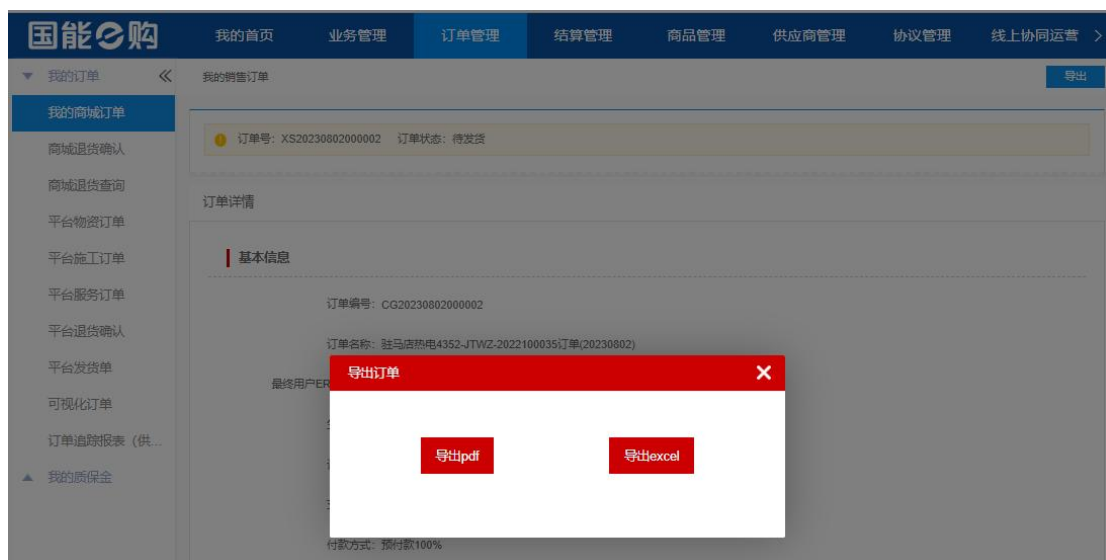 国能e购
我的首页 业务管理 订单管理 结算管理 商品管理 供应商管理 协议管理 线上协同运营
我的订单
我的销售订单
导出
我的商城订单
订单号：XS20230802000002 订单状态：待发货
商城退货确认
商城退货查询
订单详情
平台物资订单
平台施工订单
基本信息
平台服务订单
订单编号：CG20230802000002
平台退货确认
订单名称：驻马店热电4352-JTWZ-2022100035订单(20230802)
平台发货单
导出订单
最终用户ER
可视化订单
订单追踪报表（供...
导出pdf 导出excel
我的质保金
付款方式：预付款100%